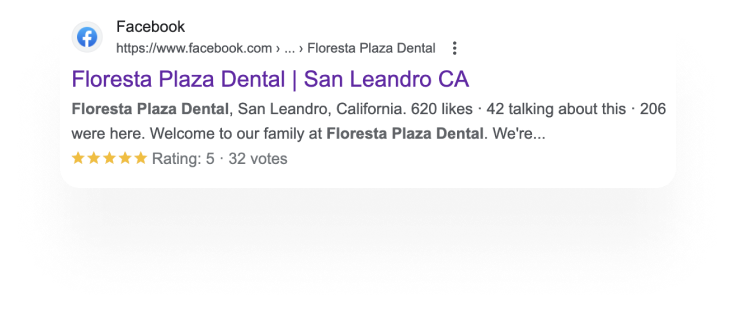 Facebook
https://www.facebook.com › ... › Floresta Plaza Dental
Floresta Plaza Dental | San Leandro CA
Floresta Plaza Dental, San Leandro, California. 620 likes · 42 talking about this · 206
were here. Welcome to our family at Floresta Plaza Dental. We're...
Rating: 5 · 32 votes